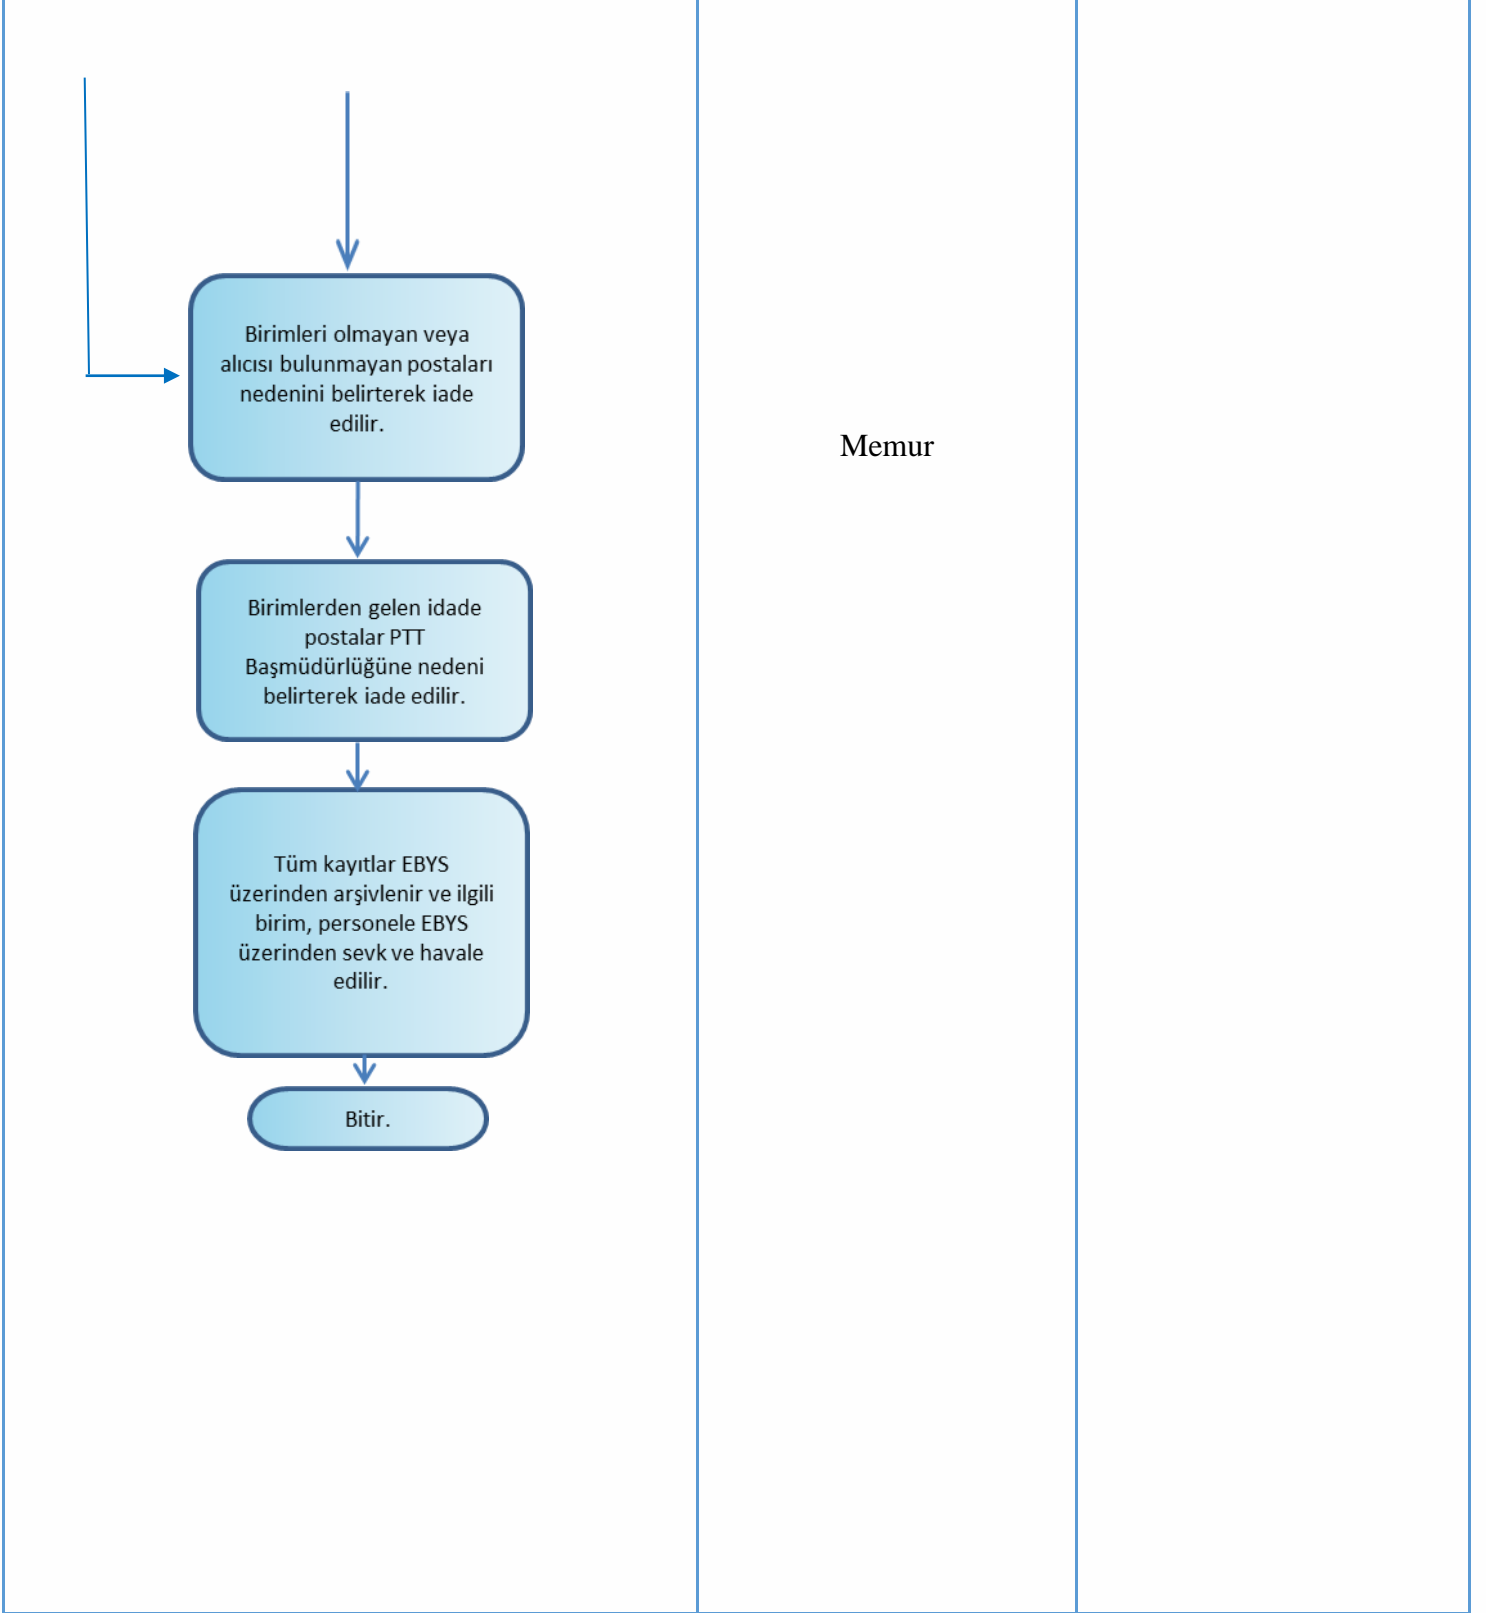 Birimleri olmayan veya
alıcısı bulunmayan postaları
nedenini belirterek iade
edilir.
Memur
Birimlerden gelen idade
postalar PTT
Başmüdürlüğüne nedeni
belirterek iade edilir.
Tüm kayıtlar EBYS
üzerinden arşivlenir ve ilgili
birim, personele EBYS
üzerinden sevk ve havale
edilir.
Bitir.